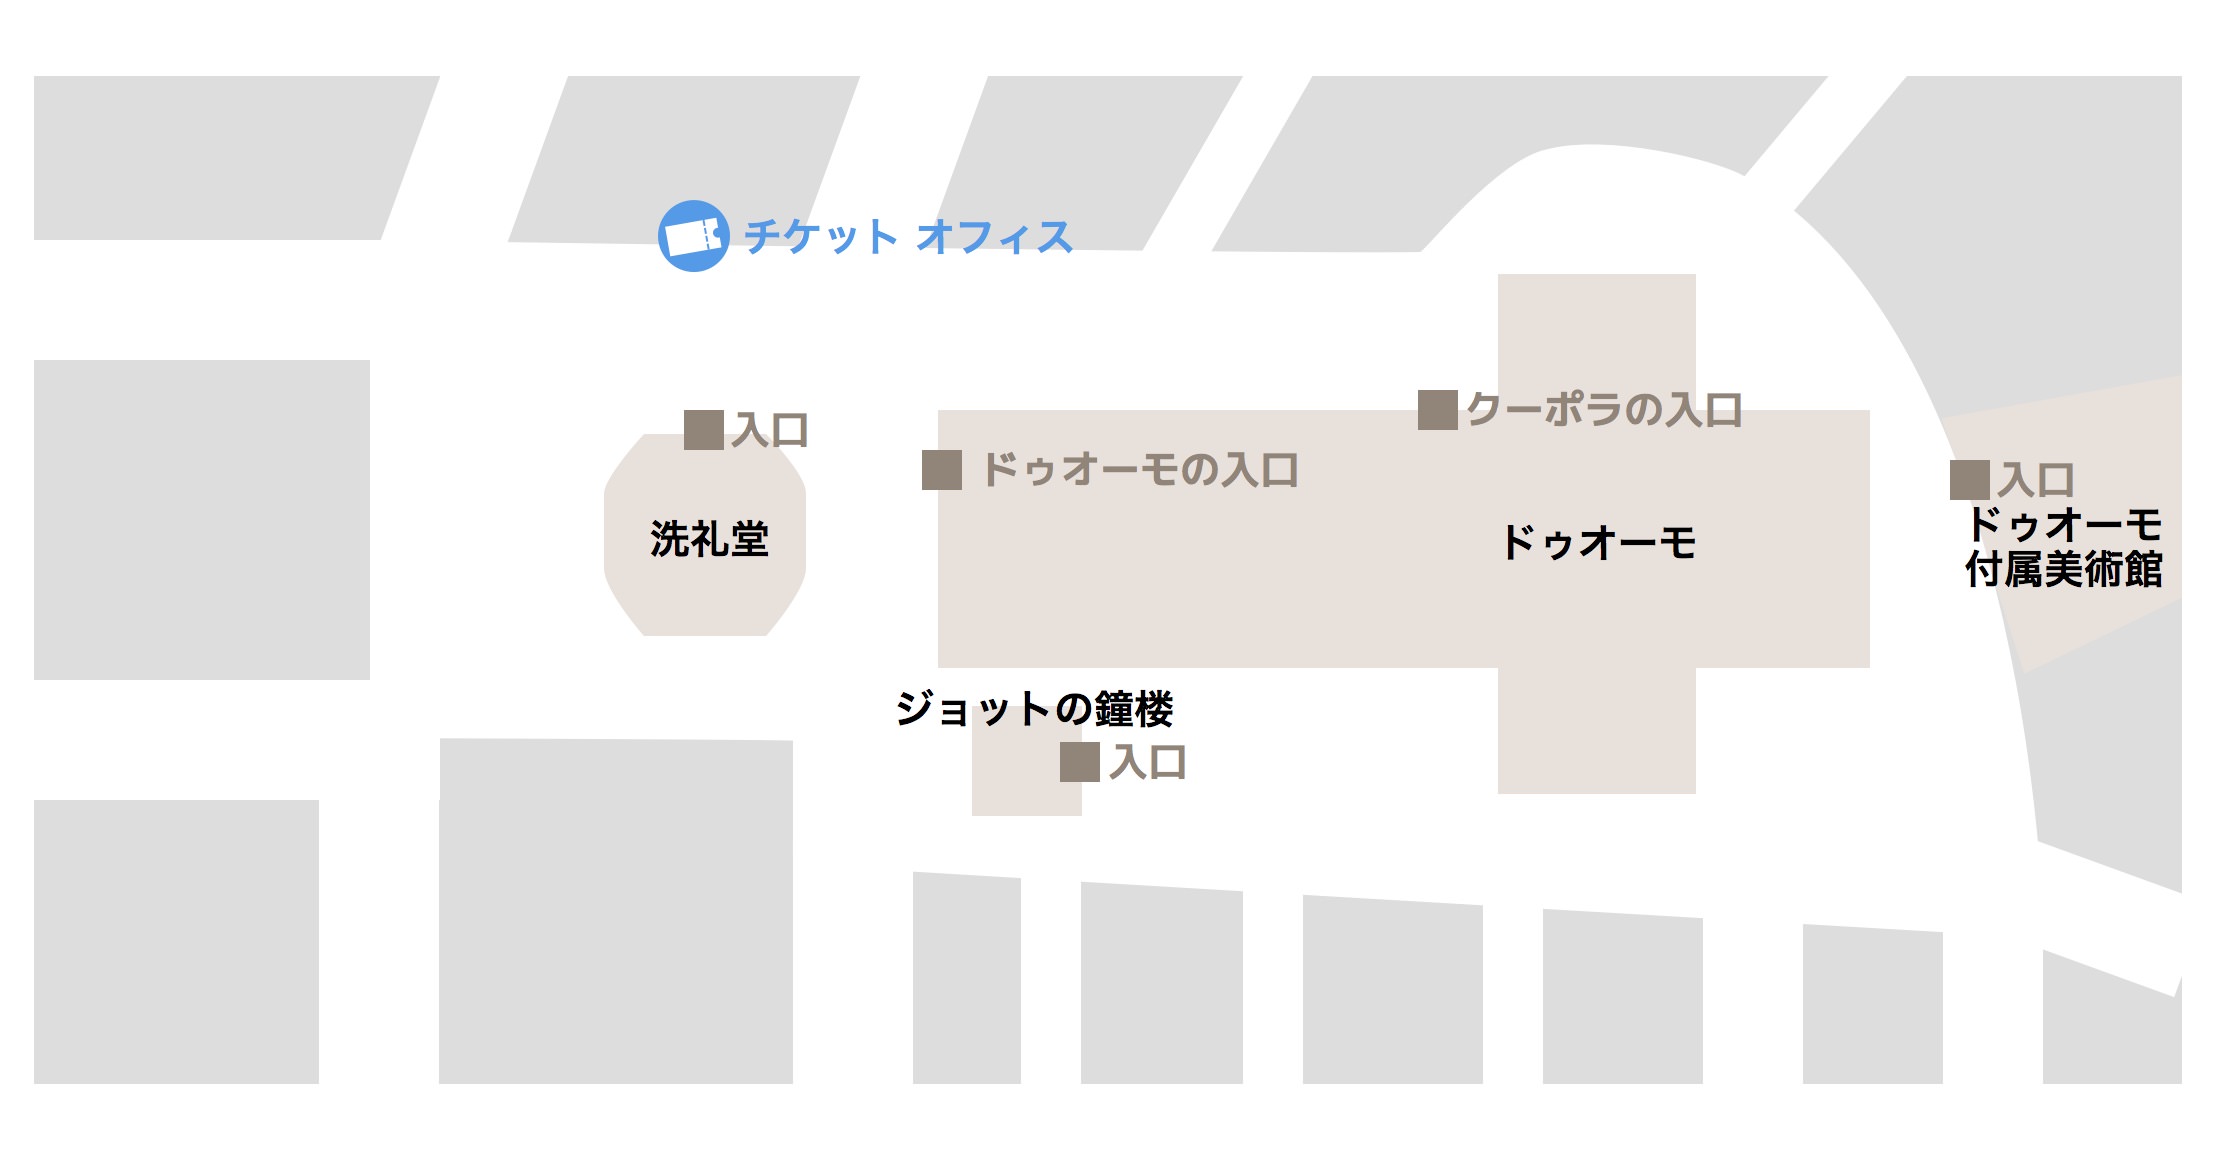 チケット オフィス
クーポラの入口
入口
ドゥオーモの入口
入口
洗礼堂
ドゥオーモ
ドゥオーモ
付属美術館
ジョットの鐘楼
入口